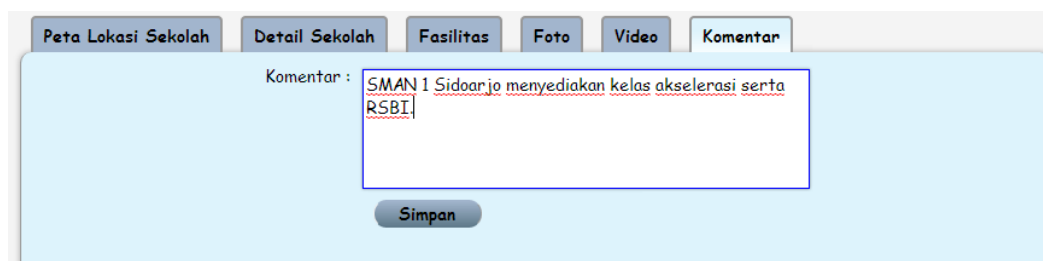 Peta Lokasi Sekolah Detail Sekolah Fasilitas Foto Video Komentar
Komentar : SMAN 1 Sidoarjo menyediakan kelas akselerasi serta
RSBI.
Simpan